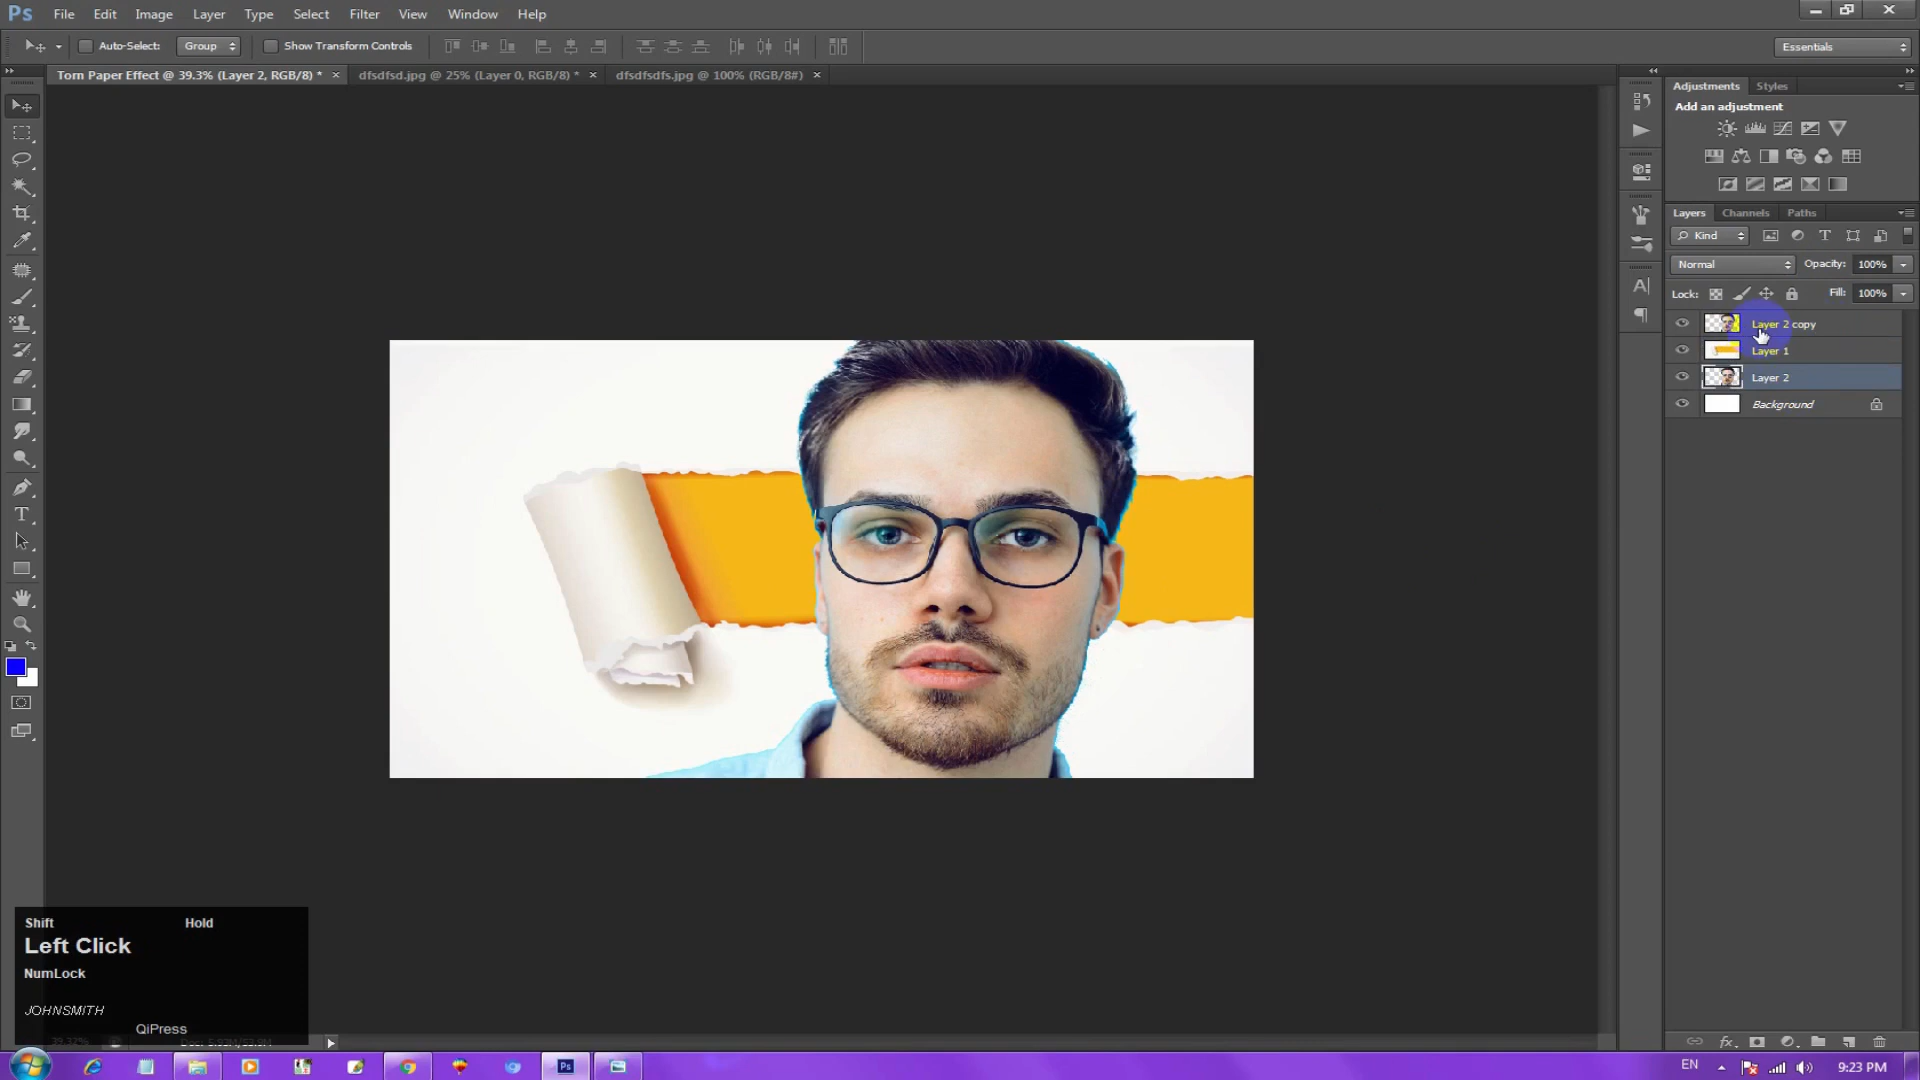 Ps File Edit Image Layer Type Select Filter View Window Help
Auto-Select: Group Show Transform Controls Essentials
Torn Paper Effect @ 39.3% (Layer 2, RGB/8) * × dfsdfsd.jpg @ 25% (Layer 0, RGB/8) * × dfsdfsdfs.jpg @ 100% (RGB/8#) ×
Adjustments Styles
Add an adjustment
Layers Channels Paths
Kind
Normal Opacity: 100%
Lock: Fill: 100%
Layer 2 copy
Layer 1
Layer 2
Background
Shift Hold
Left Click
NumLock
JOHNSMITH
QiPress
EN 9:23 PM